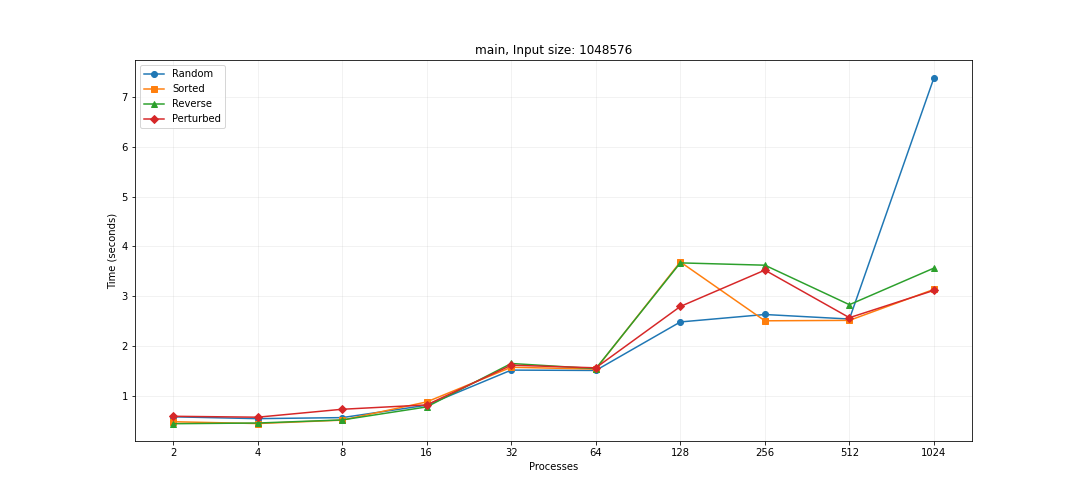 main, Input size: 1048576
Random
Sorted
Reverse
Perturbed
Time (seconds)
7
6
5
4
3
2
1
2 4 8 16 32 64 128 256 512 1024
Processes